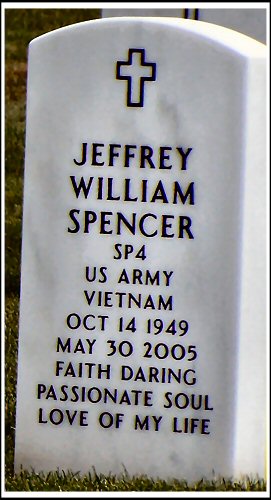 JEFFREY
WILLIAM
SPENCER
SP4
US ARMY
VIETNAM
OCT 14 1949
MAY 30 2005
FAITH DARING
PASSIONATE SOUL
LOVE OF MY LIFE